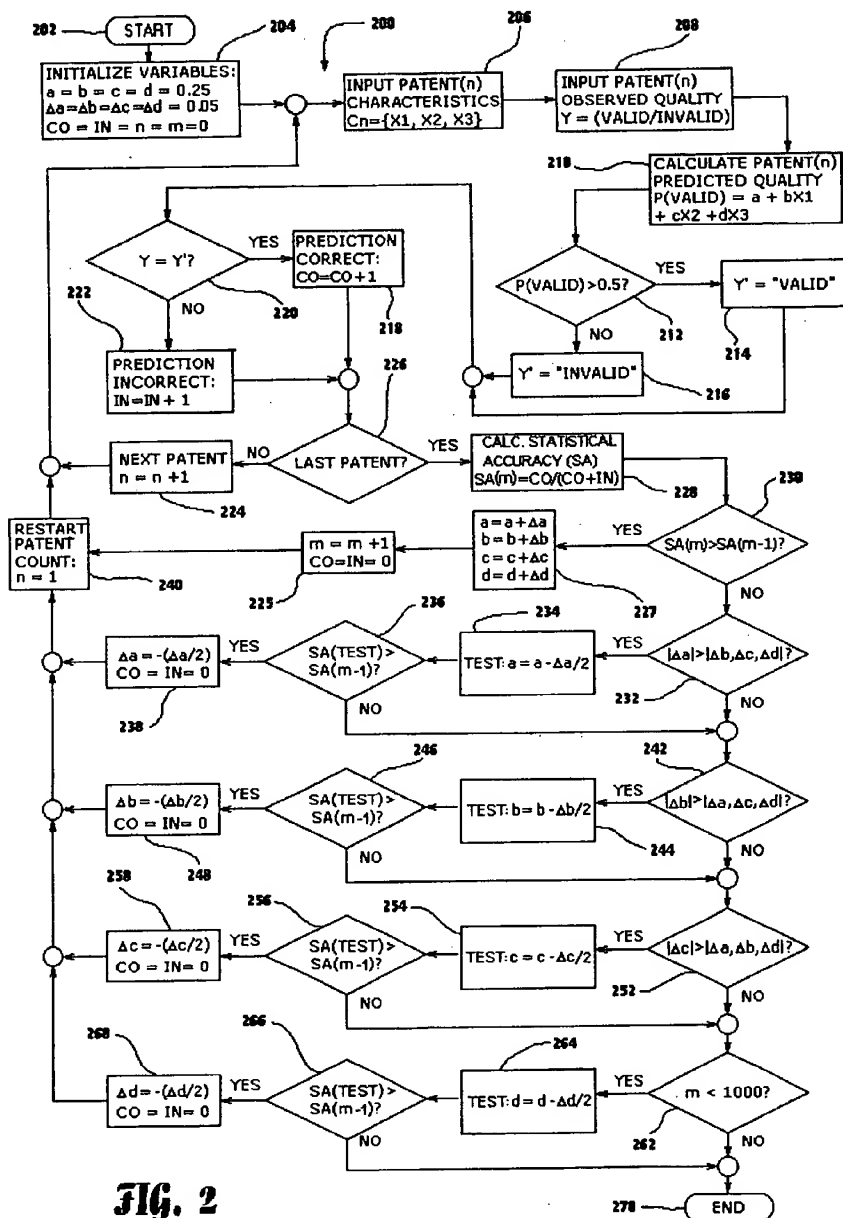 202
START
204
200
206
208
INITIALIZE VARIABLES:
a = b = c = d = 0.25
Δa=Δb=Δc=Δd = 0.05
CO = IN = n = m=0
INPUT PATENT(n)
CHARACTERISTICS
Cn={X1, X2, X3}
INPUT PATENT(n)
OBSERVED QUALITY
Y = (VALID/INVALID)
210
CALCULATE PATENT(n)
PREDICTED QUALITY
P(VALID) = a + bX1
+ cX2 +dX3
Y = Y'?
YES
NO
220
PREDICTION
CORRECT:
CO=CO+1
218
222
PREDICTION
INCORRECT:
IN=IN+ 1
P(VALID)>0.5?
YES
NO
212
Y' = "VALID"
214
Y' = "INVALID"
216
226
LAST PATENT?
NO
YES
NEXT PATENT
n = n +1
224
CALC. STATISTICAL
ACCURACY (SA)
SA(m)=CO/(CO+IN)
228
230
SA(m)>SA(m-1)?
YES
NO
a=a+Δa
b=b+Δb
c=c+Δc
d=d+Δd
227
m = m +1
CO=IN= 0
225
RESTART
PATENT
COUNT:
n = 1
240
|Δa|>|Δb,Δc,Δd|?
YES
NO
232
234
TEST: a = a -Δa/2
236
SA(TEST)>
SA(m-1)?
YES
NO
Δa=-(Δa/2)
CO = IN= 0
238
242
|Δb|>|Δa,Δc,Δd|?
YES
NO
TEST: b= b -Δb/2
244
246
SA(TEST)>
SA(m-1)?
YES
NO
Δb=-(Δb/2)
CO = IN= 0
248
|Δc|>|Δa,Δb,Δd|?
YES
NO
252
254
TEST: c = c -Δc/2
256
SA(TEST)>
SA(m-1)?
YES
NO
258
Δc=-(Δc/2)
CO = IN= 0
m < 1000?
YES
NO
262
264
TEST: d= d -Δd/2
266
SA(TEST)>
SA(m-1)?
YES
NO
268
Δd=-(Δd/2)
CO = IN= 0
FIG. 2
270
END